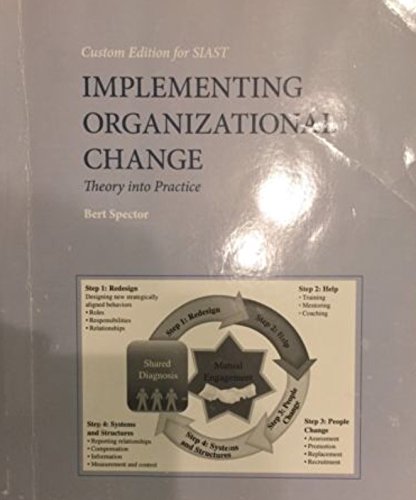 Custom Edition for SIAST
IMPLEMENTING
ORGANIZATIONAL
CHANGE
Theory into Practice
Bert Spector
Step 1: Redesign
Designing new strategically
aligned behaviors
• Roles
• Responsibilities
• Relationships
Step 2: Help
• Training
• Mentoring
• Coaching
Step 1: Redesign
Step 2: Help
Shared
Diagnosis
Mutual
Engagement
Step 3: People
Change
Step 4: Systems
and Structures
Step 4: Systems
and Structures
• Reporting relationships
• Compensation
• Information
• Measurement and control
Step 3: People
Change
• Assessment
• Promotion
• Replacement
• Recruitment